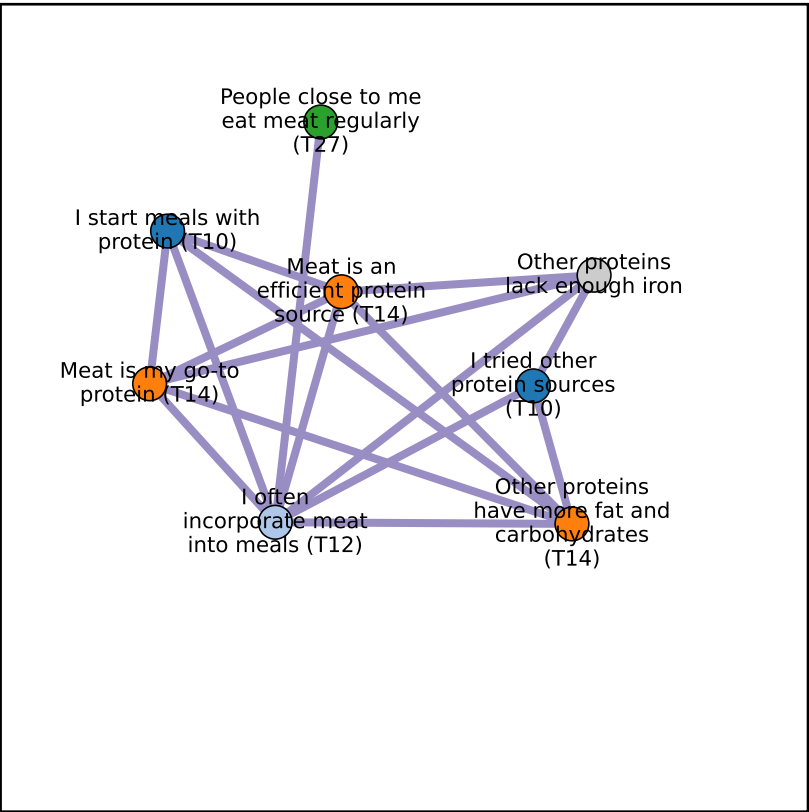 People close to me
eat meat regularly
(T27)
I start meals with
protein (T10)
Meat is an
efficient protein
source (T14)
Other proteins
lack enough iron
Meat is my go-to
protein (T14)
I tried other
protein sources
(T10)
I often
incorporate meat
into meals (T12)
Other proteins
have more fat and
carbohydrates
(T14)